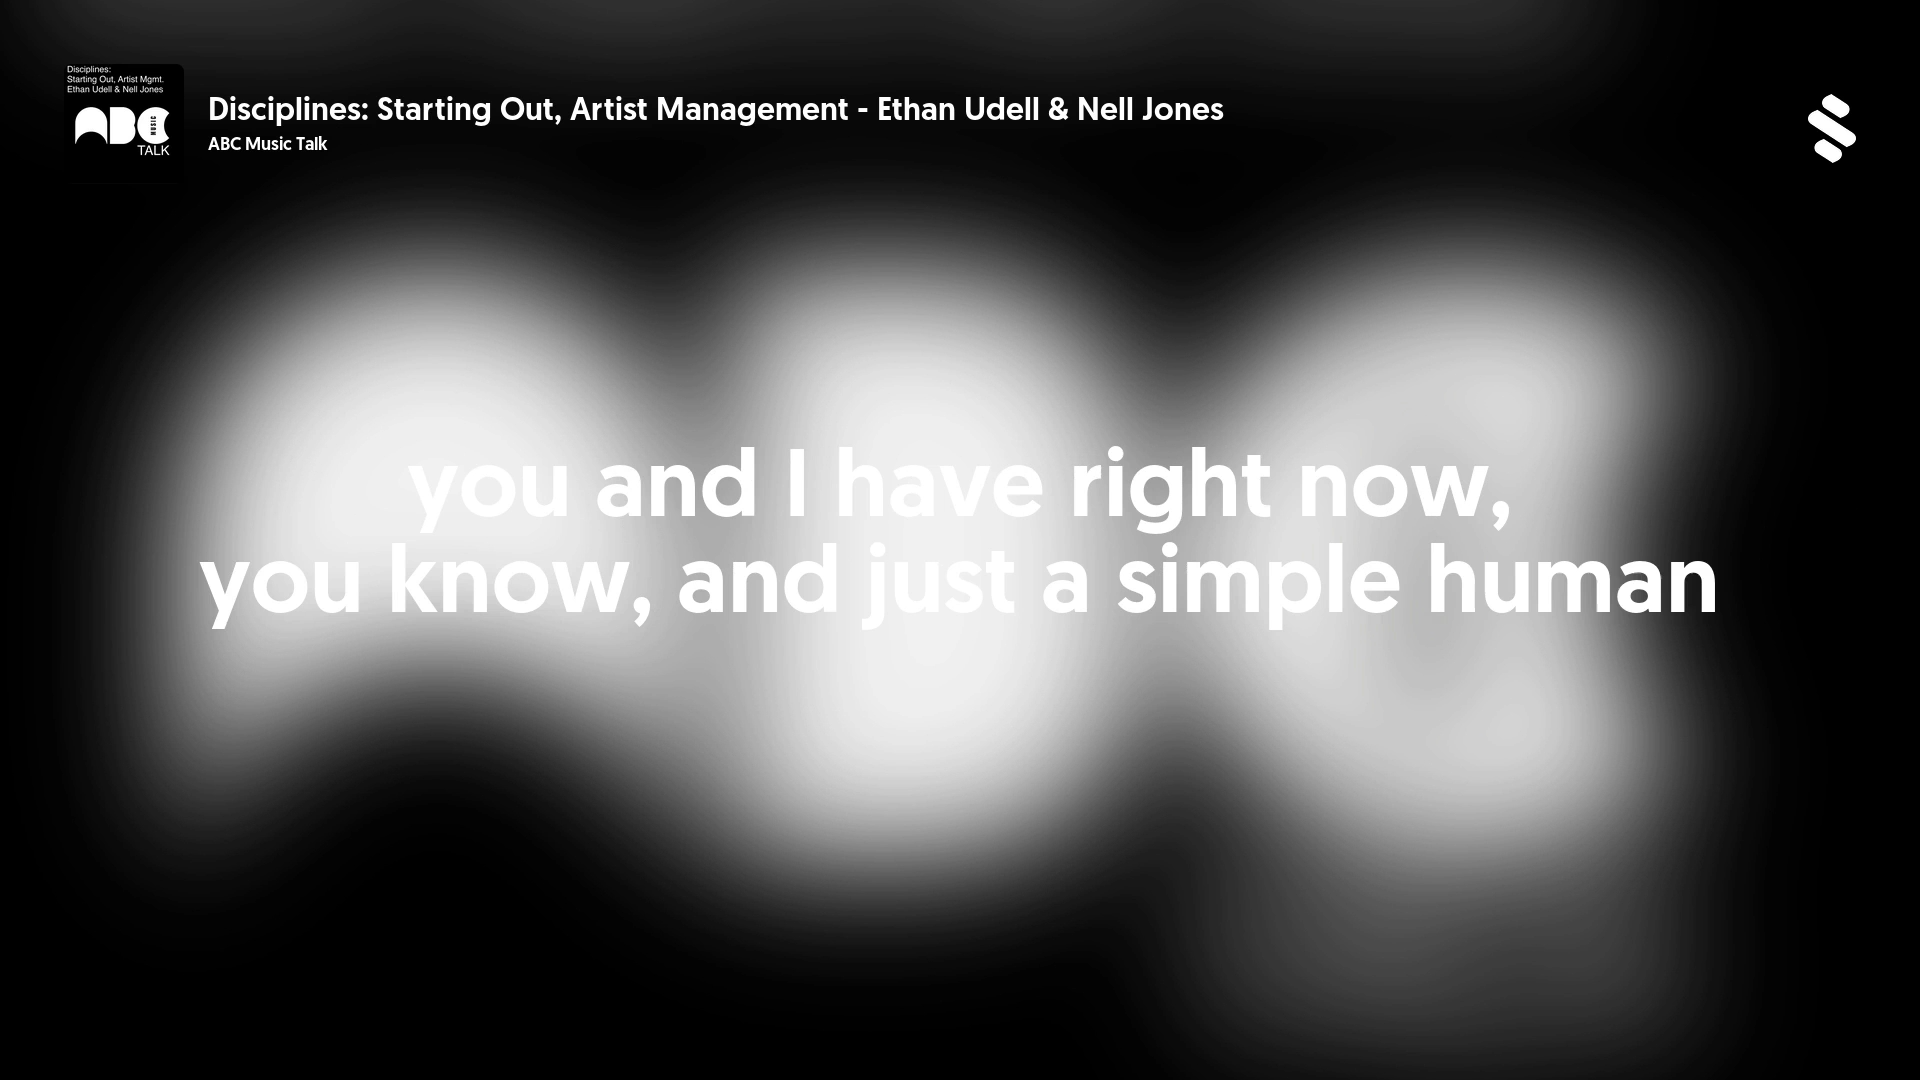 Disciplines:
Starting Out, Artist Mgmt.
Ethan Udell & Nell Jones
ABC MUSIC
TALK
Disciplines: Starting Out, Artist Management - Ethan Udell & Nell Jones
ABC Music Talk
you and I have right now,
you know, and just a simple human